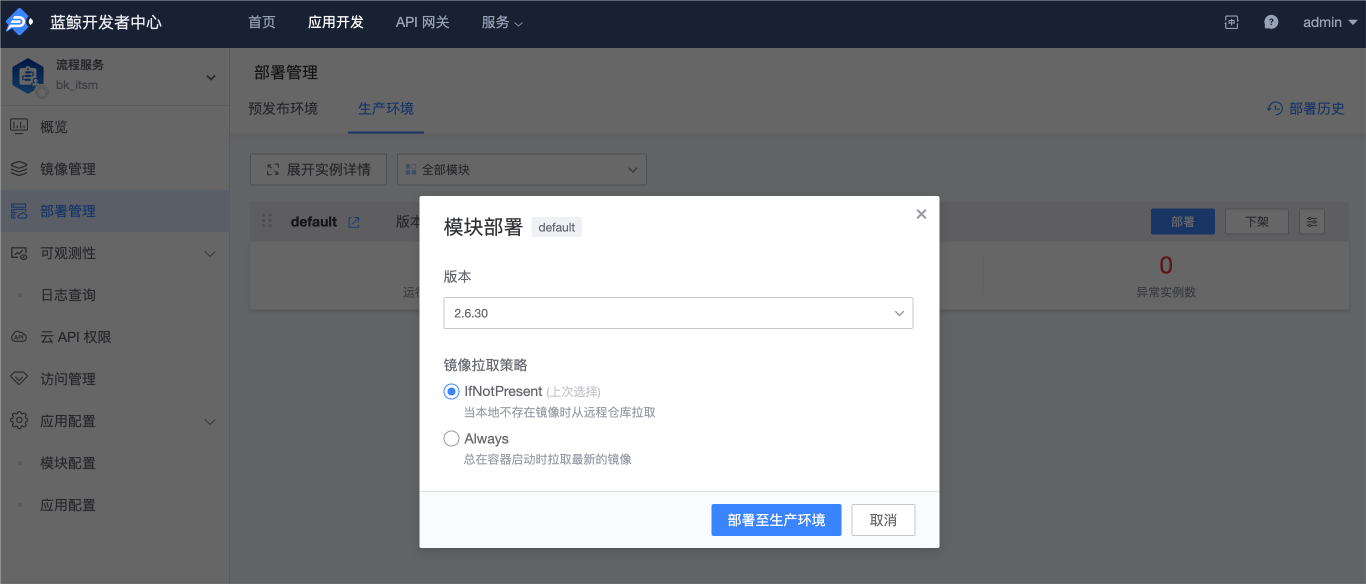 蓝鲸开发者中心 首页 应用开发 API 网关 服务 admin
流程服务
bk_itsm
概览
镜像管理
部署管理
可观测性
日志查询
云 API 权限
访问管理
应用配置
模块配置
应用配置
部署管理
预发布环境 生产环境 部署历史
展开实例详情 全部模块
default 版本 部署 下架
运行
0
异常实例数
模块部署 default
版本
2.6.30
镜像拉取策略
IfNotPresent (上次选择)
当本地不存在镜像时从远程仓库拉取
Always
总在容器启动时拉取最新的镜像
部署至生产环境 取消